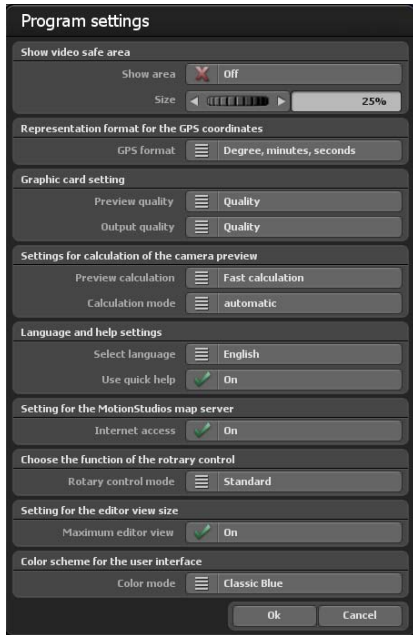 Program settings
Show video safe area
Show area Off
Size 25%
Representation format for the GPS coordinates
GPS format Degree, minutes, seconds
Graphic card setting
Preview quality Quality
Output quality Quality
Settings for calculation of the camera preview
Preview calculation Fast calculation
Calculation mode automatic
Language and help settings
Select language English
Use quick help On
Setting for the MotionStudios map server
Internet access On
Choose the function of the rotrary control
Rotary control mode Standard
Setting for the editor view size
Maximum editor view On
Color scheme for the user interface
Color mode Classic Blue
Ok Cancel